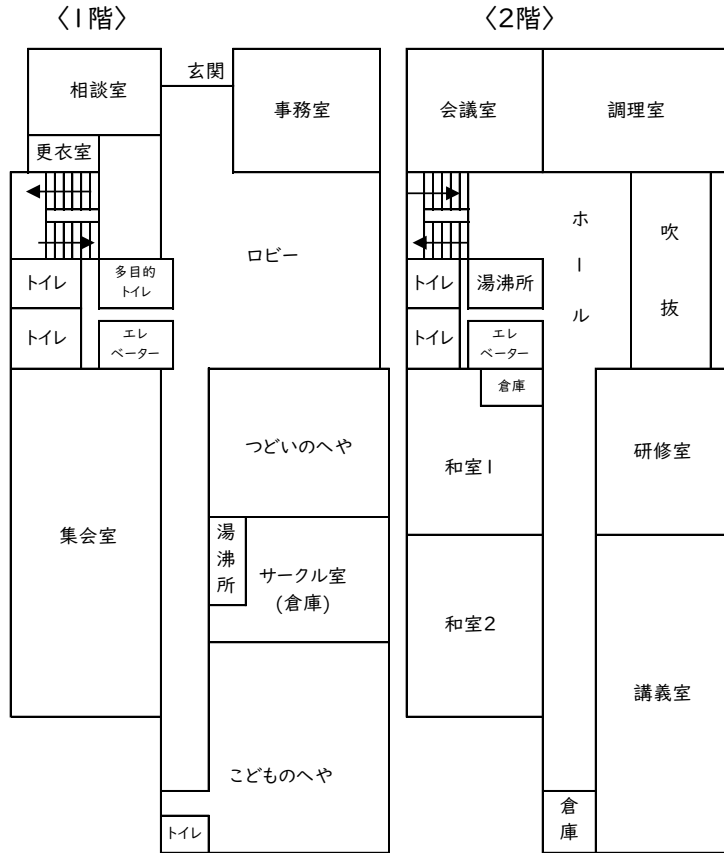 〈1階〉
相談室
玄関
事務室
更衣室
ロビー
トイレ
多目的
トイレ
トイレ
エレ
ベーター
つどいのへや
集会室
湯沸所
サークル室
(倉庫)
こどものへや
トイレ
〈2階〉
会議室
調理室
ホール
吹抜
トイレ
湯沸所
トイレ
エレ
ベーター
倉庫
和室1
研修室
和室2
講義室
倉庫